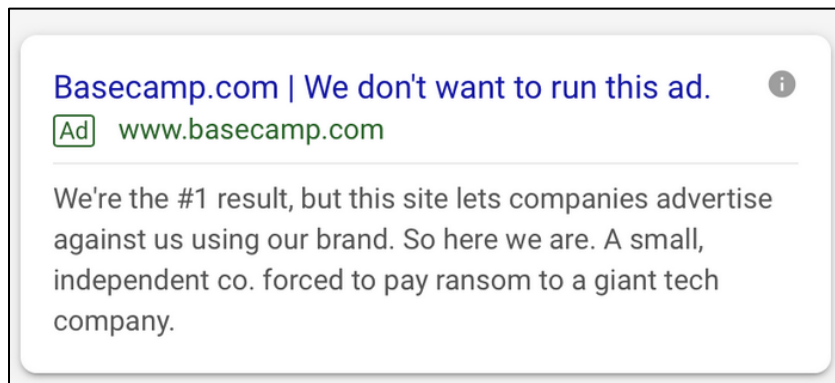 Basecamp.com | We don't want to run this ad.
Ad www.basecamp.com
We're the #1 result, but this site lets companies advertise
against us using our brand. So here we are. A small,
independent co. forced to pay ransom to a giant tech
company.